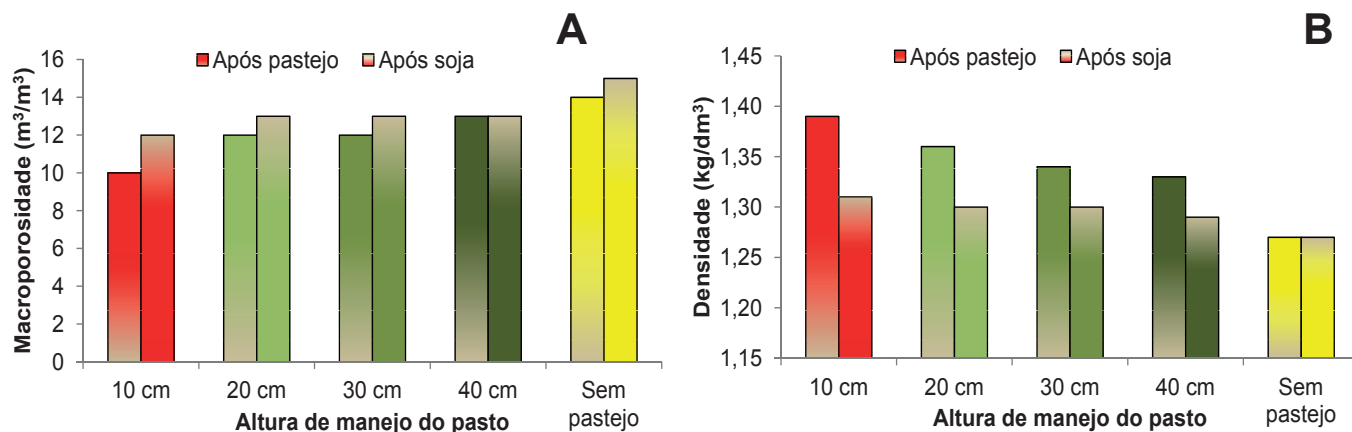 A
Após pastejo Após soja
Macroporosidade (m³/m³)
16
14
12
10
8
6
4
2
0
10 cm 20 cm 30 cm 40 cm Sem pastejo
Altura de manejo do pasto
B
Após pastejo Após soja
Densidade (kg/dm³)
1,45
1,40
1,35
1,30
1,25
1,20
1,15
10 cm 20 cm 30 cm 40 cm Sem pastejo
Altura de manejo do pasto